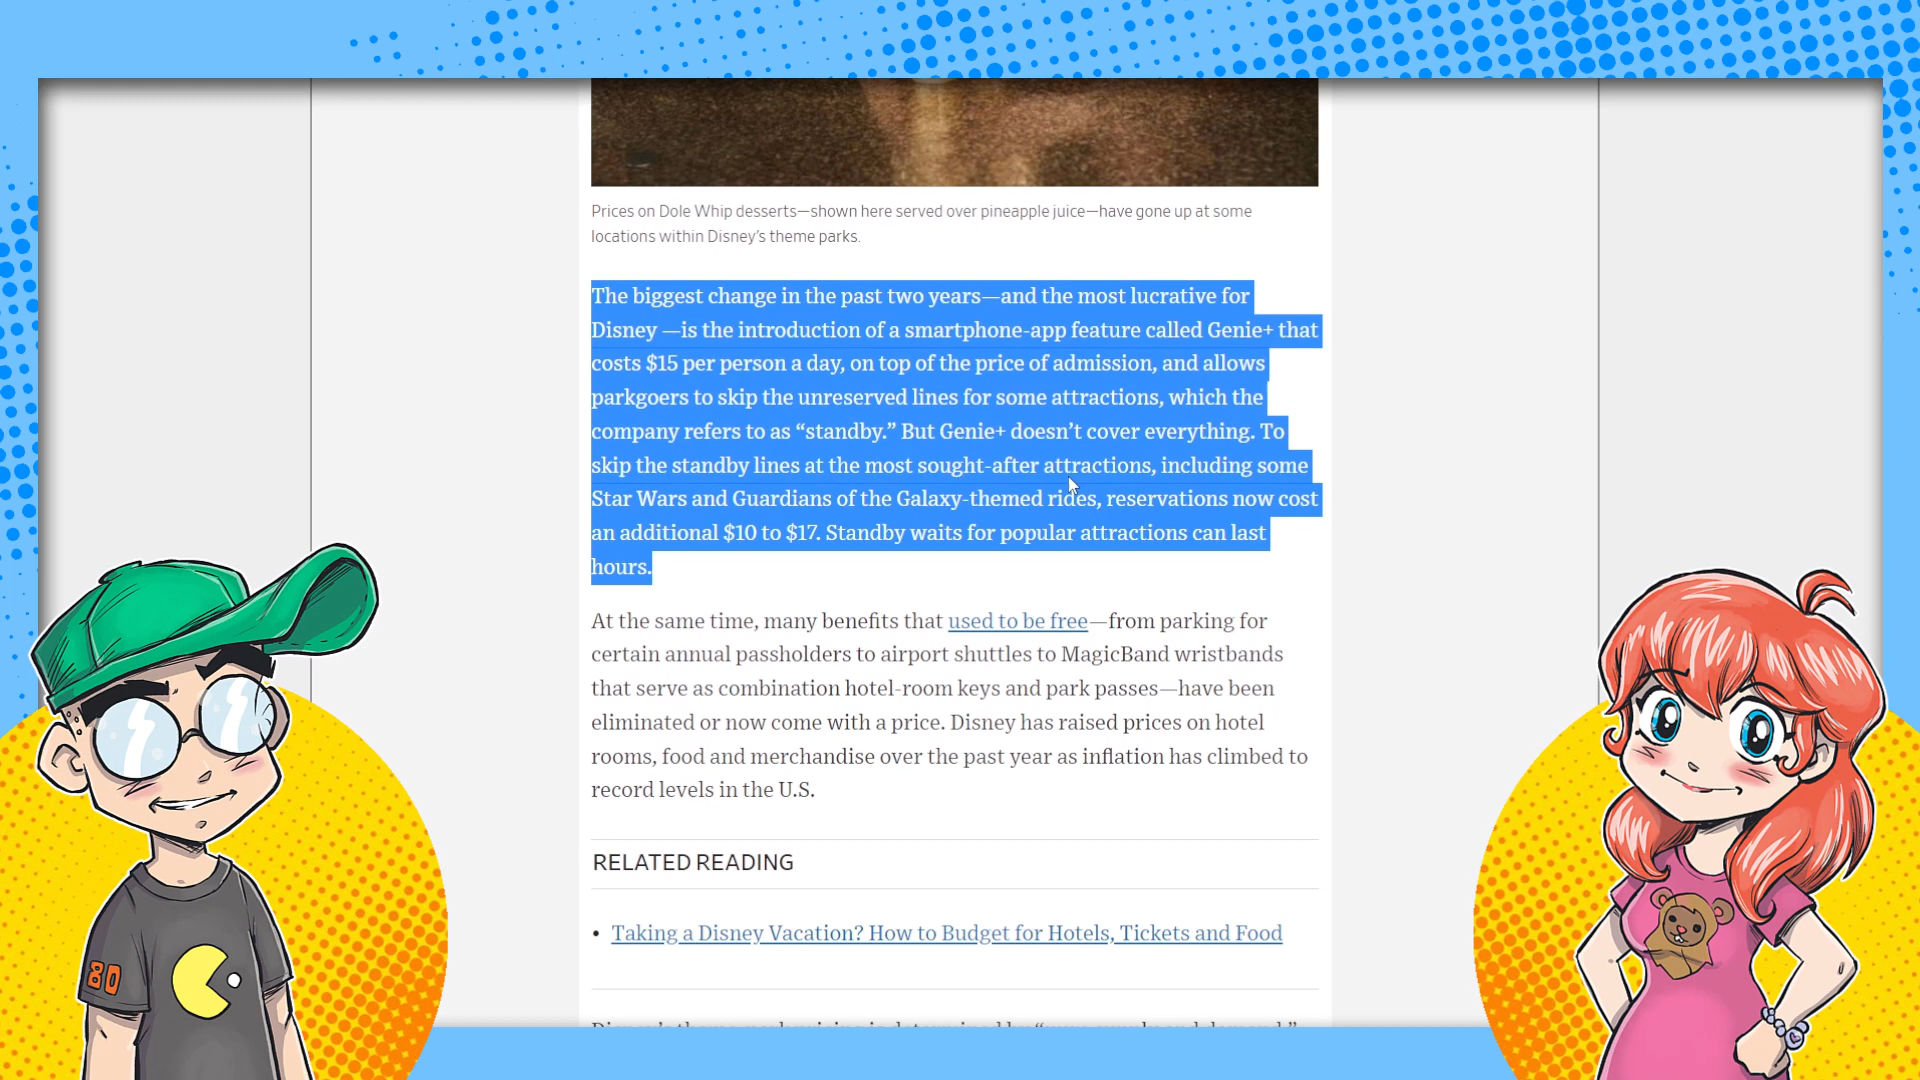 Prices on Dole Whip desserts—shown here served over pineapple juice—have gone up at some
locations within Disney's theme parks.
The biggest change in the past two years—and the most lucrative for
Disney —is the introduction of a smartphone-app feature called Genie+ that
costs $15 per person a day, on top of the price of admission, and allows
parkgoers to skip the unreserved lines for some attractions, which the
company refers to as “standby.” But Genie+ doesn’t cover everything. To
skip the standby lines at the most sought-after attractions, including some
Star Wars and Guardians of the Galaxy-themed rides, reservations now cost
an additional $10 to $17. Standby waits for popular attractions can last
hours.
At the same time, many benefits that used to be free—from parking for
certain annual passholders to airport shuttles to MagicBand wristbands
that serve as combination hotel-room keys and park passes—have been
eliminated or now come with a price. Disney has raised prices on hotel
rooms, food and merchandise over the past year as inflation has climbed to
record levels in the U.S.
RELATED READING
• Taking a Disney Vacation? How to Budget for Hotels, Tickets and Food
80